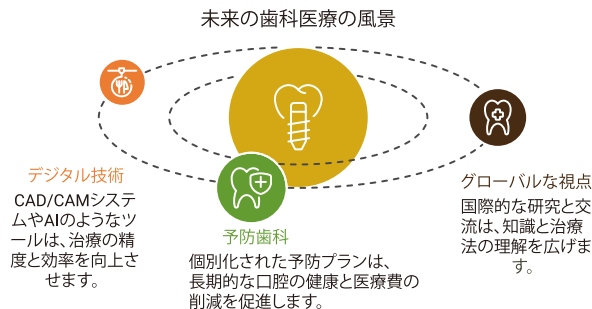 未来の歯科医療の風景
デジタル技術
CAD/CAMシステ
ムやAIのようなツ
ールは、治療の精
度と効率を向上さ
せます。
予防歯科
個別化された予防プランは、
長期的な口腔の健康と医療費の
削減を促進します。
グローバルな視点
国際的な研究と交
流は、知識と治療
法の理解を広げま
す。